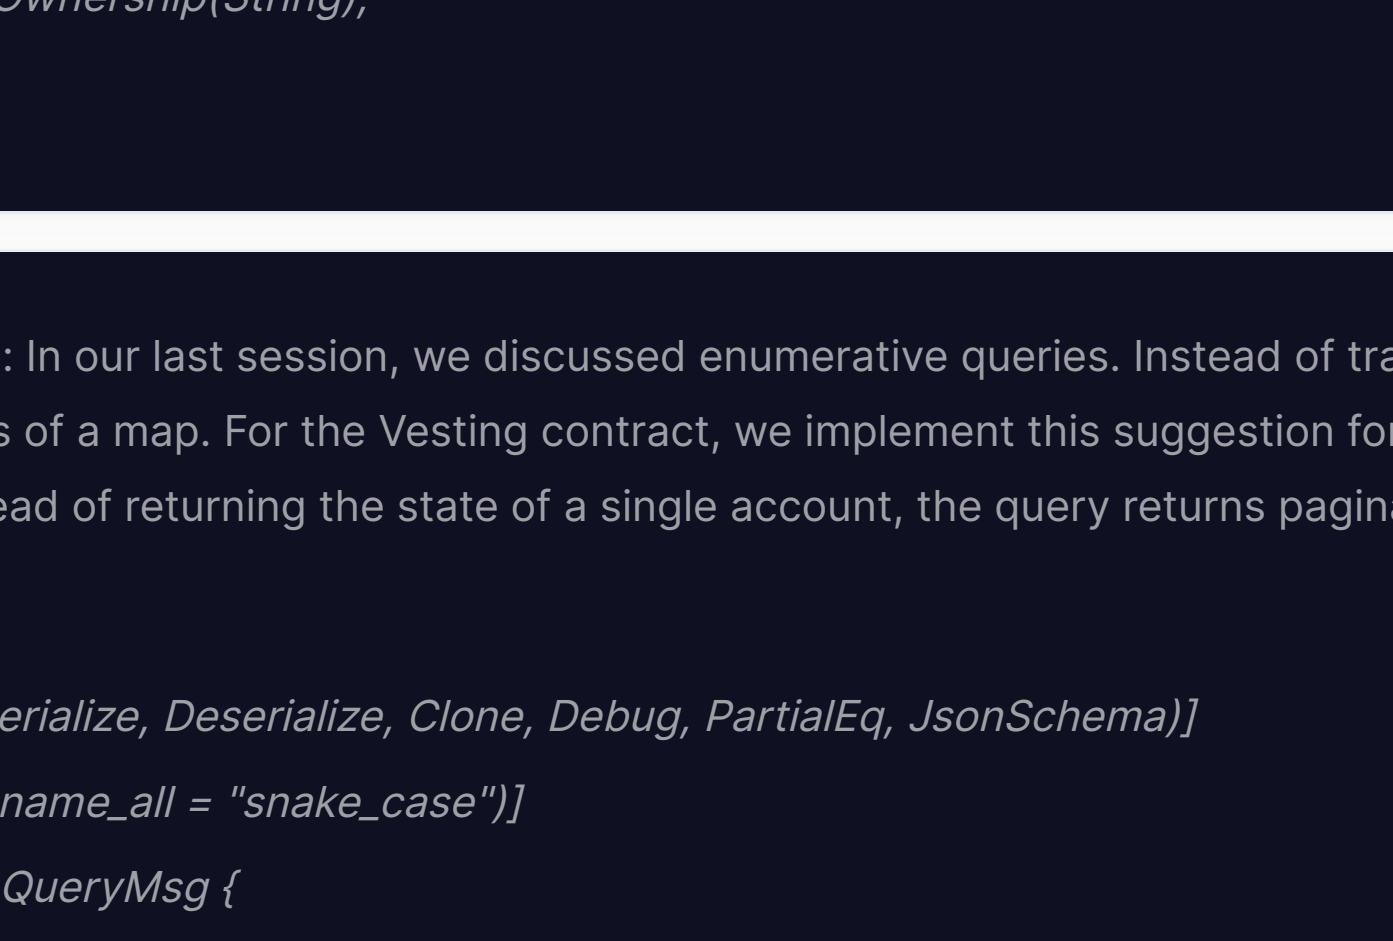 Ownership(String),
: In our last session, we discussed enumerative queries. Instead of tra
s of a map. For the Vesting contract, we implement this suggestion for
ead of returning the state of a single account, the query returns pagina
erialize, Deserialize, Clone, Debug, PartialEq, JsonSchema)]
name_all = "snake_case")]
QueryMsg {